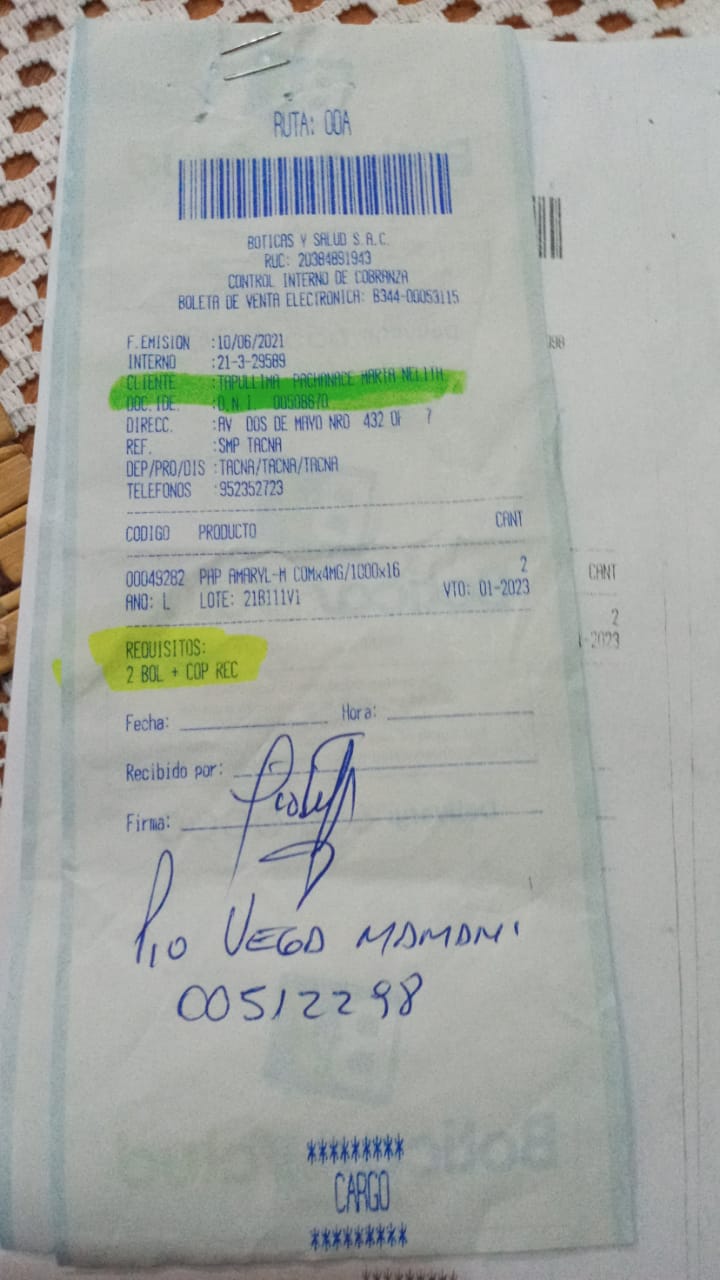 RUTA: 00A
BOTICAS Y SALUD S.A.C.
RUC: 20384891943
CONTROL INTERNO DE COBRANZA
BOLETA DE VENTA ELECTRONICA: B344-00053115
F.EMISION :10/06/2021
INTERNO :21-3-29589
CLIENTE :TAPULLIMA PACHANACE MARIA NELITA
DOC.IDE. :D.N.I. 00508670
DIRECC. :AV DOS DE MAYO NRO 432 OF 7
REF. :SMP TACNA
DEP/PRO/DIS :TACNA/TACNA/TACNA
TELEFONOS :952352723
CODIGO PRODUCTO CANT
00049282 PAP AMARYL-M COMx4MG/1000x16 2
ANO: L LOTE: 21B111V1 VTO: 01-2023
REQUISITOS:
2 BOL + COP REC
Fecha: Hora:
Recibido por:
Firma:
Pio VEGA MAMANI
00512298
*********
CARGO
*********
CANT
2
-2023